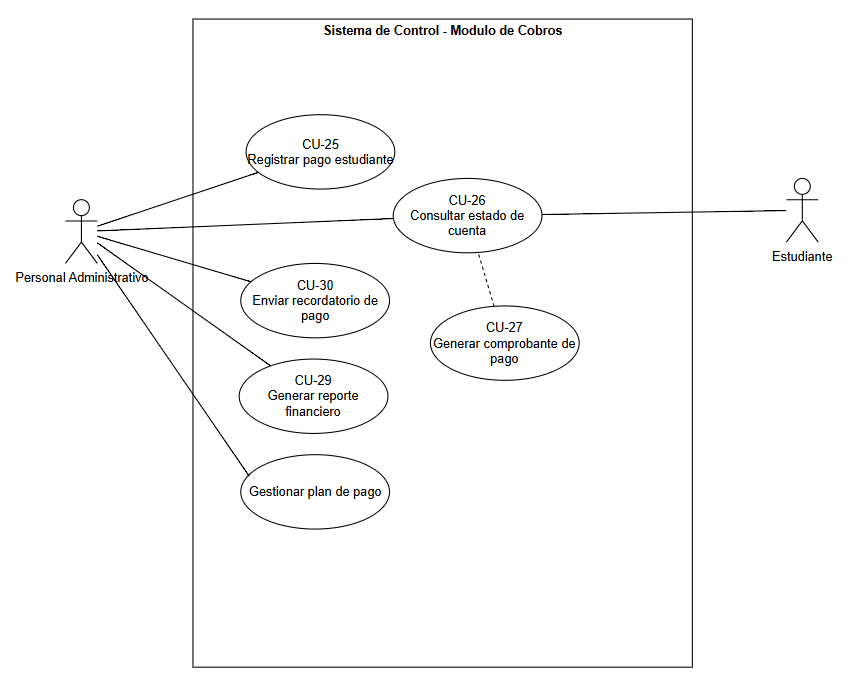 Sistema de Control - Modulo de Cobros
CU-25
Registrar pago estudiante
CU-26
Consultar estado de
cuenta
Personal Administrativo
Estudiante
CU-30
Enviar recordatorio de
pago
CU-27
Generar comprobante de
pago
CU-29
Generar reporte
financiero
Gestionar plan de pago